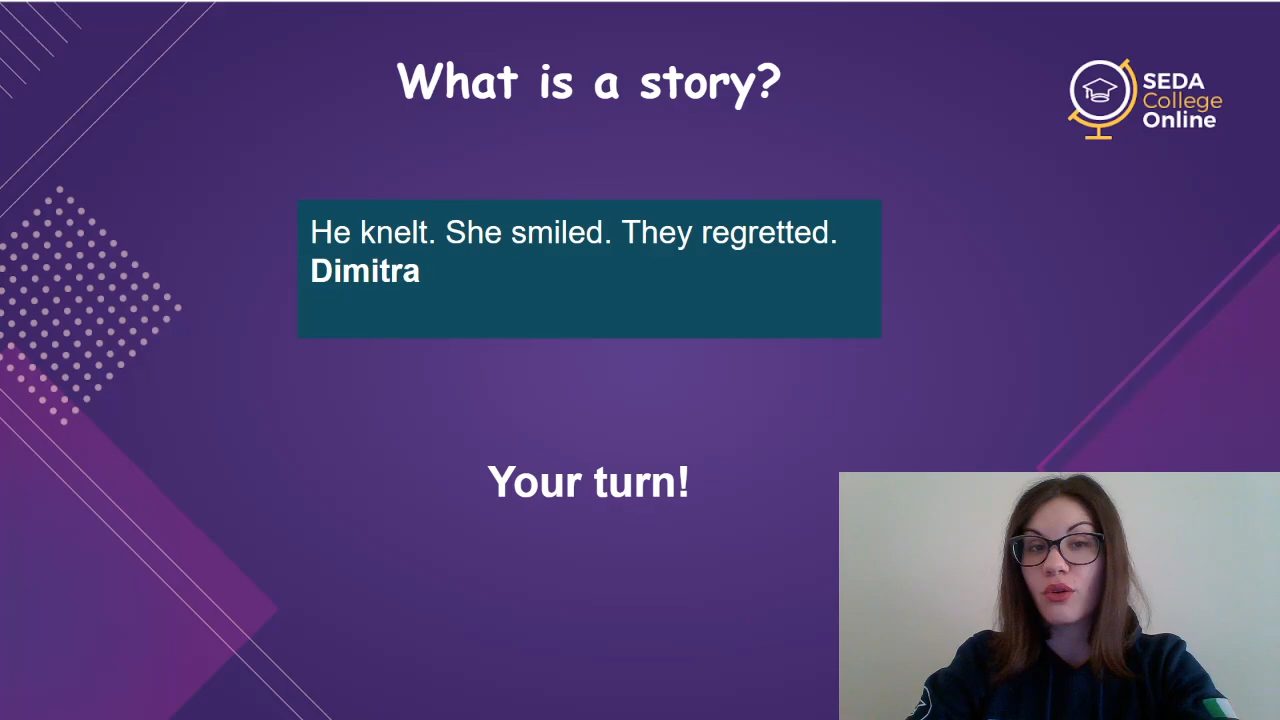 What is a story?
SEDA
College
Online
He knelt. She smiled. They regretted.
Dimitra
Your turn!